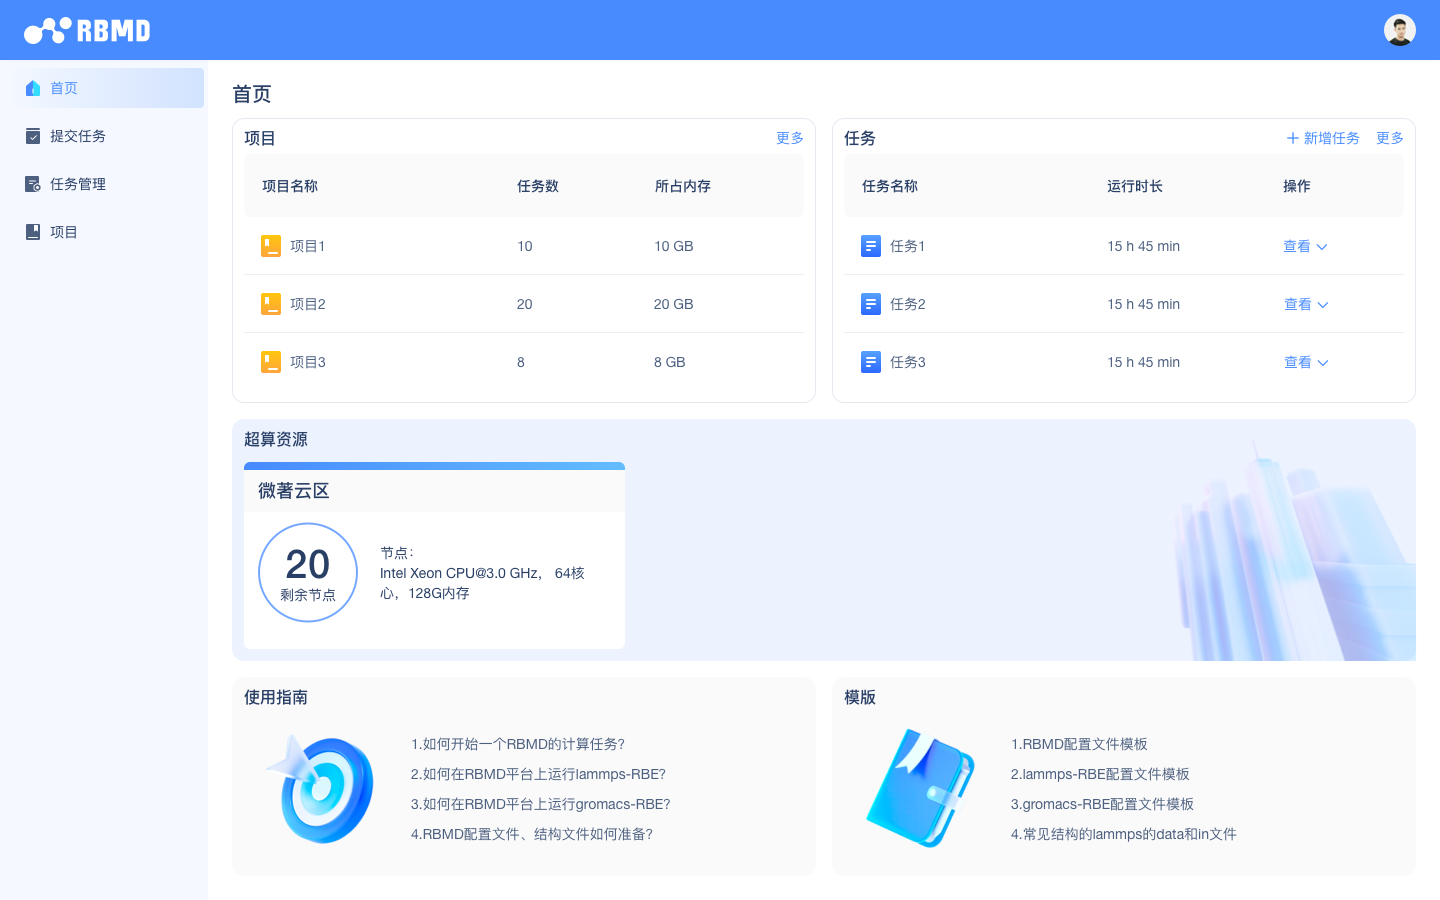 RBMD
首页
提交任务
任务管理
项目
首页
项目 更多
项目名称 任务数 所占内存
项目1 10 10 GB
项目2 20 20 GB
项目3 8 8 GB
任务 + 新增任务 更多
任务名称 运行时长 操作
任务1 15 h 45 min 查看
任务2 15 h 45 min 查看
任务3 15 h 45 min 查看
超算资源
微著云区
20
剩余节点
节点：
Intel Xeon CPU@3.0 GHz， 64核
心，128G内存
使用指南
1.如何开始一个RBMD的计算任务?
2.如何在RBMD平台上运行lammps-RBE?
3.如何在RBMD平台上运行gromacs-RBE?
4.RBMD配置文件、结构文件如何准备?
模版
1.RBMD配置文件模板
2.lammps-RBE配置文件模板
3.gromacs-RBE配置文件模板
4.常见结构的lammps的data和in文件